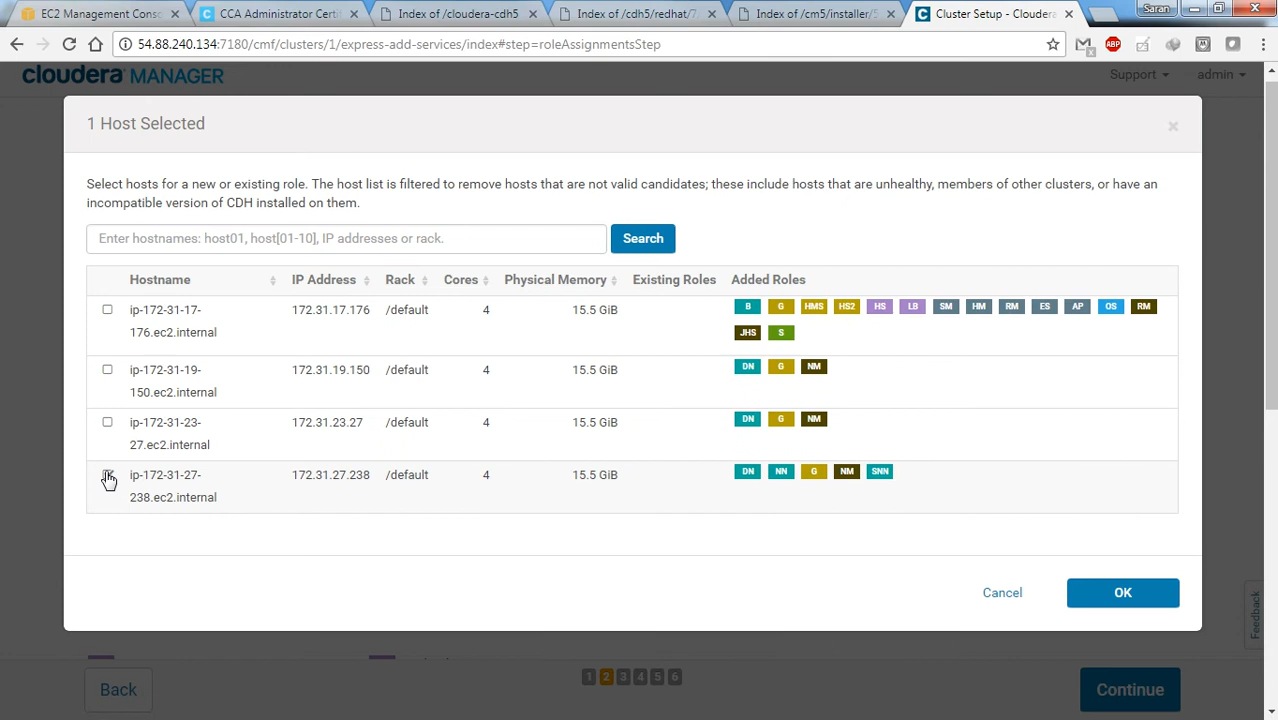 Saran
EC2 Management Consc
CCA Administrator Certi
Index of /cloudera-cdh5
Index of /cdh5/redhat/7
Index of /cm5/installer/5
Cluster Setup - Cloudera
54.88.240.134:7180/cmf/clusters/1/express-add-services/index#step=roleAssignmentsStep
cloudera MANAGER
Support
admin
1 Host Selected
Select hosts for a new or existing role. The host list is filtered to remove hosts that are not valid candidates; these include hosts that are unhealthy, members of other clusters, or have an
incompatible version of CDH installed on them.
Enter hostnames: host01, host[01-10], IP addresses or rack.
Search
Hostname IP Address Rack Cores Physical Memory Existing Roles Added Roles
ip-172-31-17- 172.31.17.176 /default 4 15.5 GiB B G HMS HS2 HS LB SM HM RM ES AP OS RM
176.ec2.internal JHS S
ip-172-31-19- 172.31.19.150 /default 4 15.5 GiB DN G NM
150.ec2.internal
ip-172-31-23- 172.31.23.27 /default 4 15.5 GiB DN G NM
27.ec2.internal
ip-172-31-27- 172.31.27.238 /default 4 15.5 GiB DN NN G NM SNN
238.ec2.internal
Cancel
OK
Feedback
Back
1 2 3 4 5 6
Continue